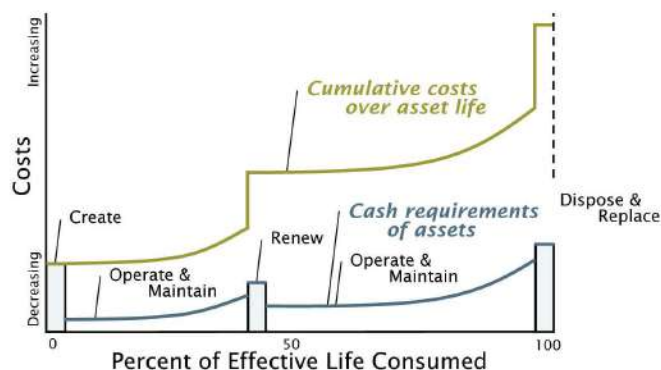 Increasing
Costs
Decreasing
Cumulative costs
over asset life
Create
Operate &
Maintain
Renew
Cash requirements
of assets
Operate &
Maintain
Dispose &
Replace
0
50
100
Percent of Effective Life Consumed